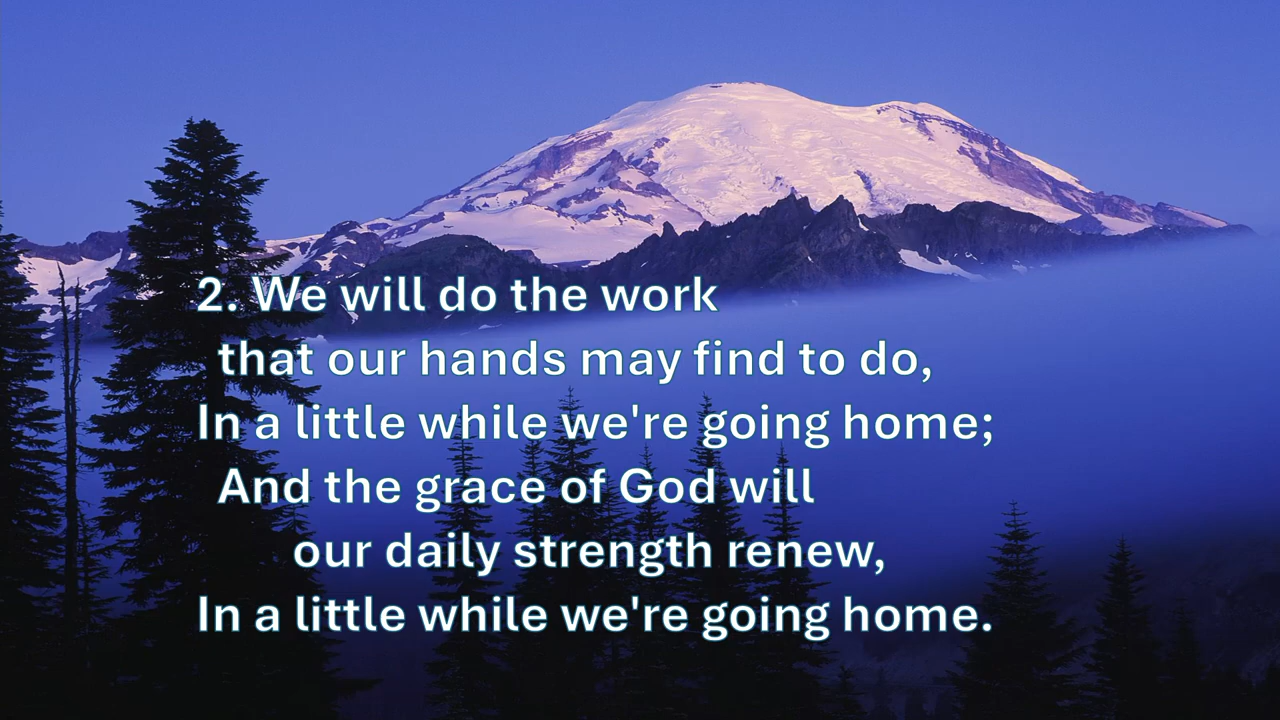 2. We will do the work
that our hands may find to do,
In a little while we're going home;
And the grace of God will
our daily strength renew,
In a little while we're going home.